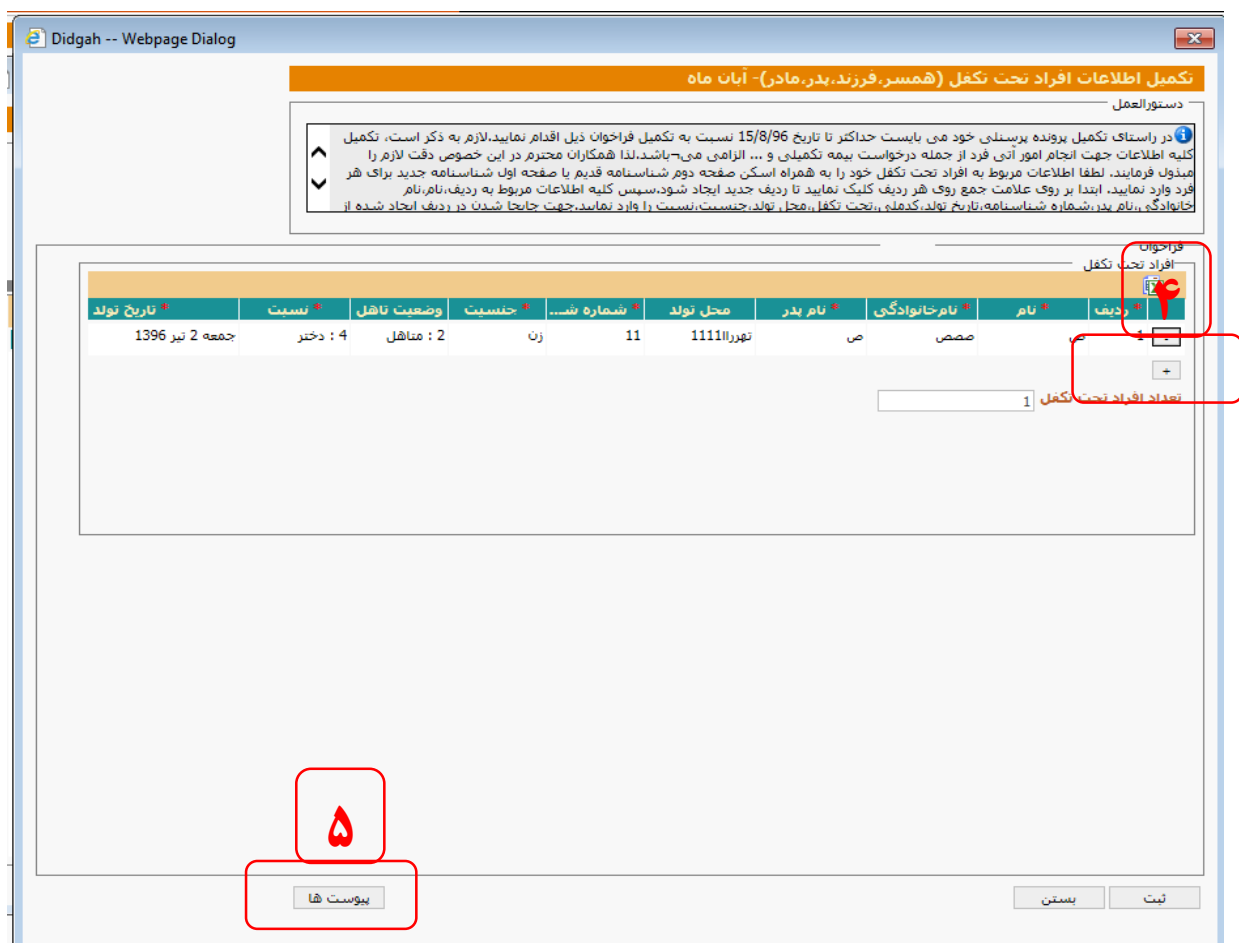 Didgah -- Webpage Dialog
تکمیل اطلاعات افراد تحت تکفل (همسر،فرزند،پدر،مادر)- آبان ماه
دستورالعمل
در راستای تکمیل پرونده پرسنلی خود می بایست حداکثر تا تاریخ 15/8/96 نسبت به تکمیل فراخوان ذیل اقدام نمایید.لازم به ذکر است، تکمیل
کلیه اطلاعات جهت انجام امور آتی فرد از جمله درخواست بیمه تکمیلی و ... الزامی می¬باشد.لذا همکاران محترم در این خصوص دقت لازم را
مبذول فرمایند. لطفا اطلاعات مربوط به افراد تحت تکفل خود را به همراه اسکن صفحه دوم شناسنامه قدیم یا صفحه اول شناسنامه جدید برای هر
فرد وارد نمایید. ابتدا بر روی علامت جمع روی هر ردیف کلیک نمایید تا ردیف جدید ایجاد شود.سپس کلیه اطلاعات مربوط به ردیف،نام،نام
خانوادگی،نام پدر،شماره شناسنامه،تاریخ تولد،کدملی،تحت تکفل،محل تولد،جنسیت،نسبت را وارد نمایید.جهت جابجا شدن در ردیف ایجاد شده از
فراخوان
افراد تحت تکفل
۴
* ردیف * نام * نام‌خانوادگی * نام پدر محل تولد * شماره شـ... * جنسیت وضعیت تاهل * نسبت * تاریخ تولد
- 1 ص صصص ص تهرراا1111 11 زن 2 : متاهل 4 : دختر جمعه 2 تیر 1396
+
تعداد افراد تحت تکفل 1
۵
ثبت بستن پیوست ها